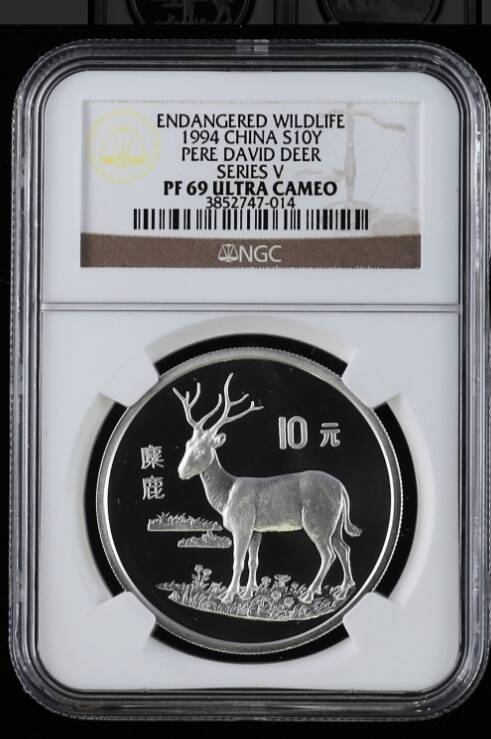 ENDANGERED WILDLIFE
1994 CHINA S10Y
PERE DAVID DEER
SERIES V
PF 69 ULTRA CAMEO
3852747-014
NGC
10元
麋鹿